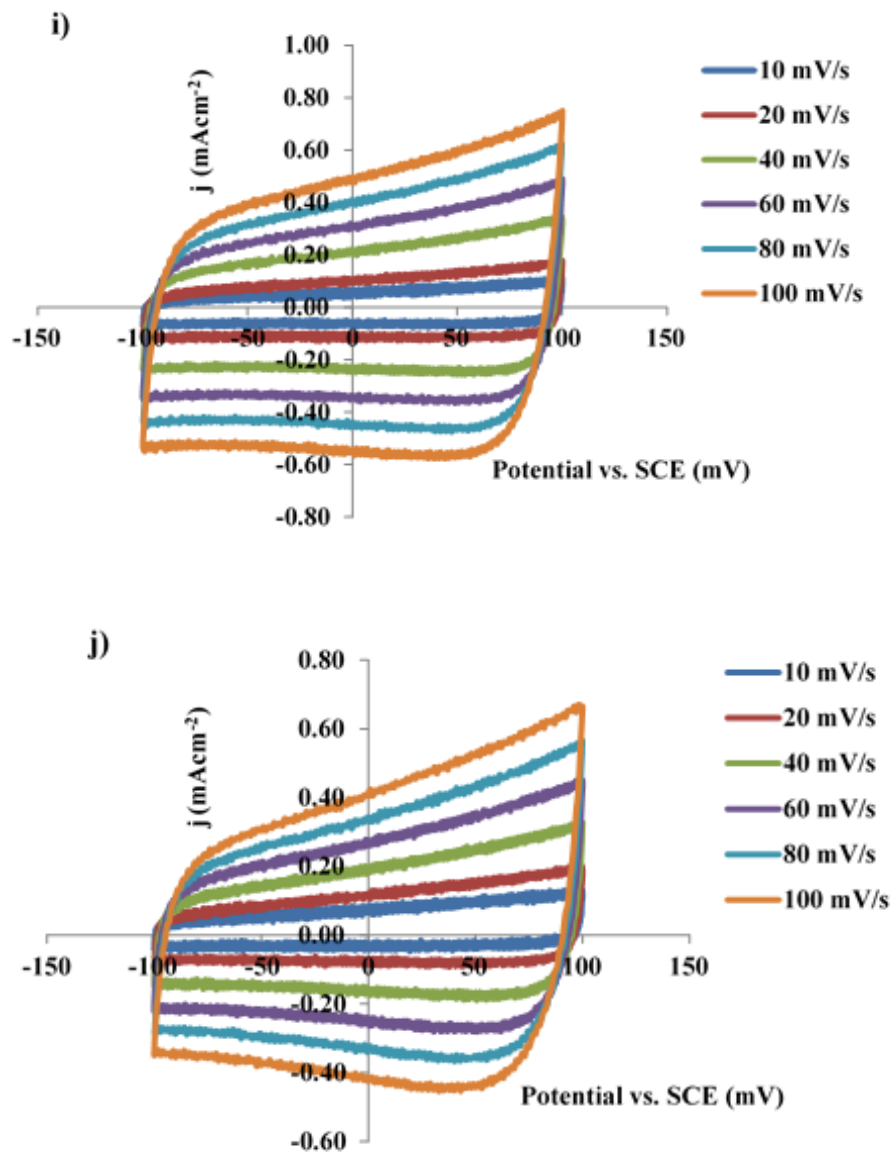 i)
j (mAcm-2)
1.00
0.80
0.60
0.40
0.20
0.00
-0.20
-0.40
-0.60
-0.80
-150
-100
-50
0
50
100
150
Potential vs. SCE (mV)
10 mV/s
20 mV/s
40 mV/s
60 mV/s
80 mV/s
100 mV/s
j)
j (mAcm-2)
0.80
0.60
0.40
0.20
0.00
-0.20
-0.40
-0.60
-150
-100
-50
0
50
100
150
Potential vs. SCE (mV)
10 mV/s
20 mV/s
40 mV/s
60 mV/s
80 mV/s
100 mV/s